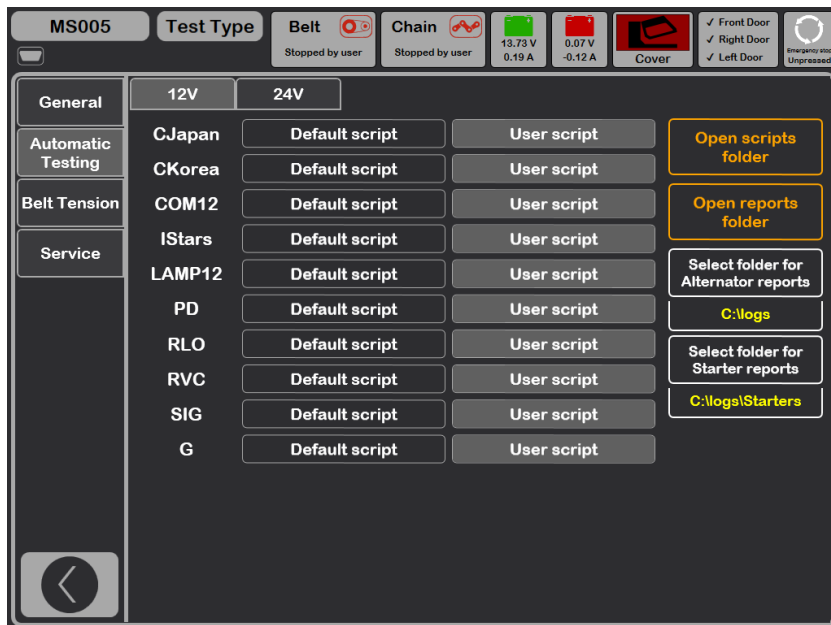 MS005
Test Type
Belt
Stopped by user
Chain
Stopped by user
13.73 V
0.19 A
0.07 V
-0.12 A
Cover
✓ Front Door
✓ Right Door
✓ Left Door
Emergency stop
Unpressed
General
Automatic
Testing
Belt Tension
Service
12V
24V
CJapan
Default script
User script
CKorea
Default script
User script
COM12
Default script
User script
IStars
Default script
User script
LAMP12
Default script
User script
PD
Default script
User script
RLO
Default script
User script
RVC
Default script
User script
SIG
Default script
User script
G
Default script
User script
Open scripts
folder
Open reports
folder
Select folder for
Alternator reports
C:\logs
Select folder for
Starter reports
C:\logs\Starters